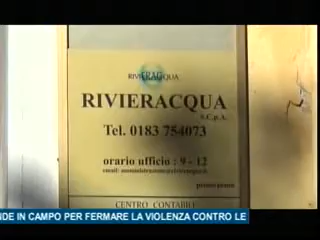 RIVIERACQUA
RIVIERACQUA
S.C.p.A.
Tel. 0183 754073
orario ufficio : 9 - 12
CENTRO CONTABILE
NDE IN CAMPO PER FERMARE LA VIOLENZA CONTRO LE